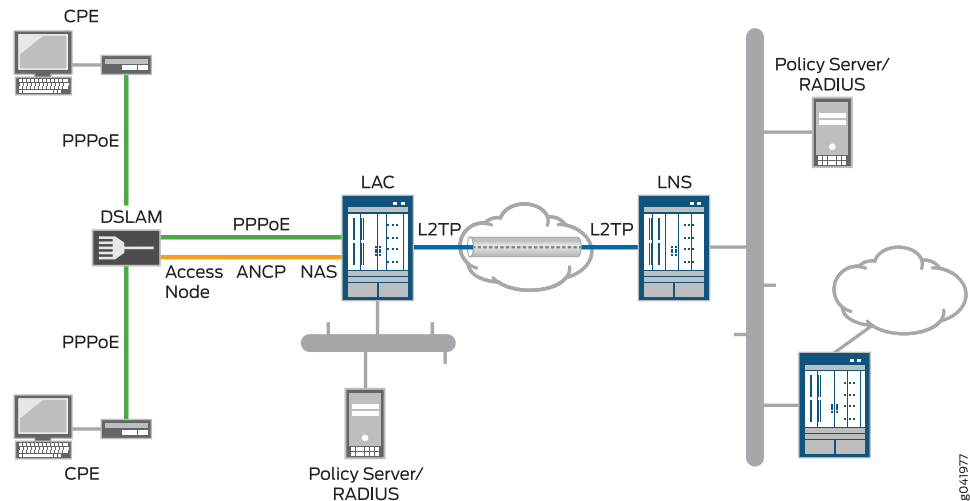 CPE
PPPoE
DSLAM
PPPoE
Access
Node
ANCP
NAS
PPPoE
CPE
LAC
L2TP
L2TP
LNS
Policy Server/
RADIUS
Policy Server/
RADIUS
g041977